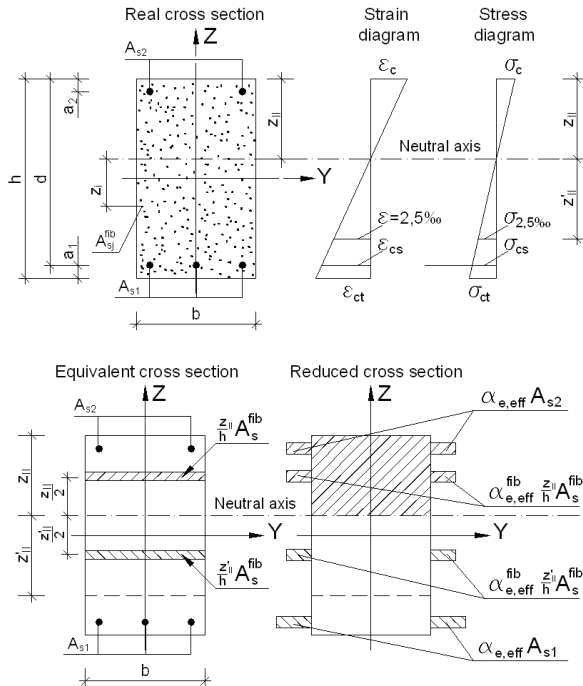 Real cross section
Strain diagram
Stress diagram
A_s2
Z
ε_c
σ_c
a_2
z_II
z_II
h
d
z_i
Neutral axis
Y
A_sj^fib
z'_II
ε=2,5‰
σ_2,5‰
ε_cs
σ_cs
a_1
A_s1
ε_ct
σ_ct
b
Equivalent cross section
Reduced cross section
Z
Z
A_s2
α_e,eff A_s2
z_II/h A_s^fib
z_II
z_II/2
α_e,eff^fib z_II/h A_s^fib
Neutral axis
Y
Y
z'_II
z'_II/2
z'_II/h A_s^fib
α_e,eff^fib z'_II/h A_s^fib
A_s1
α_e,eff A_s1
b